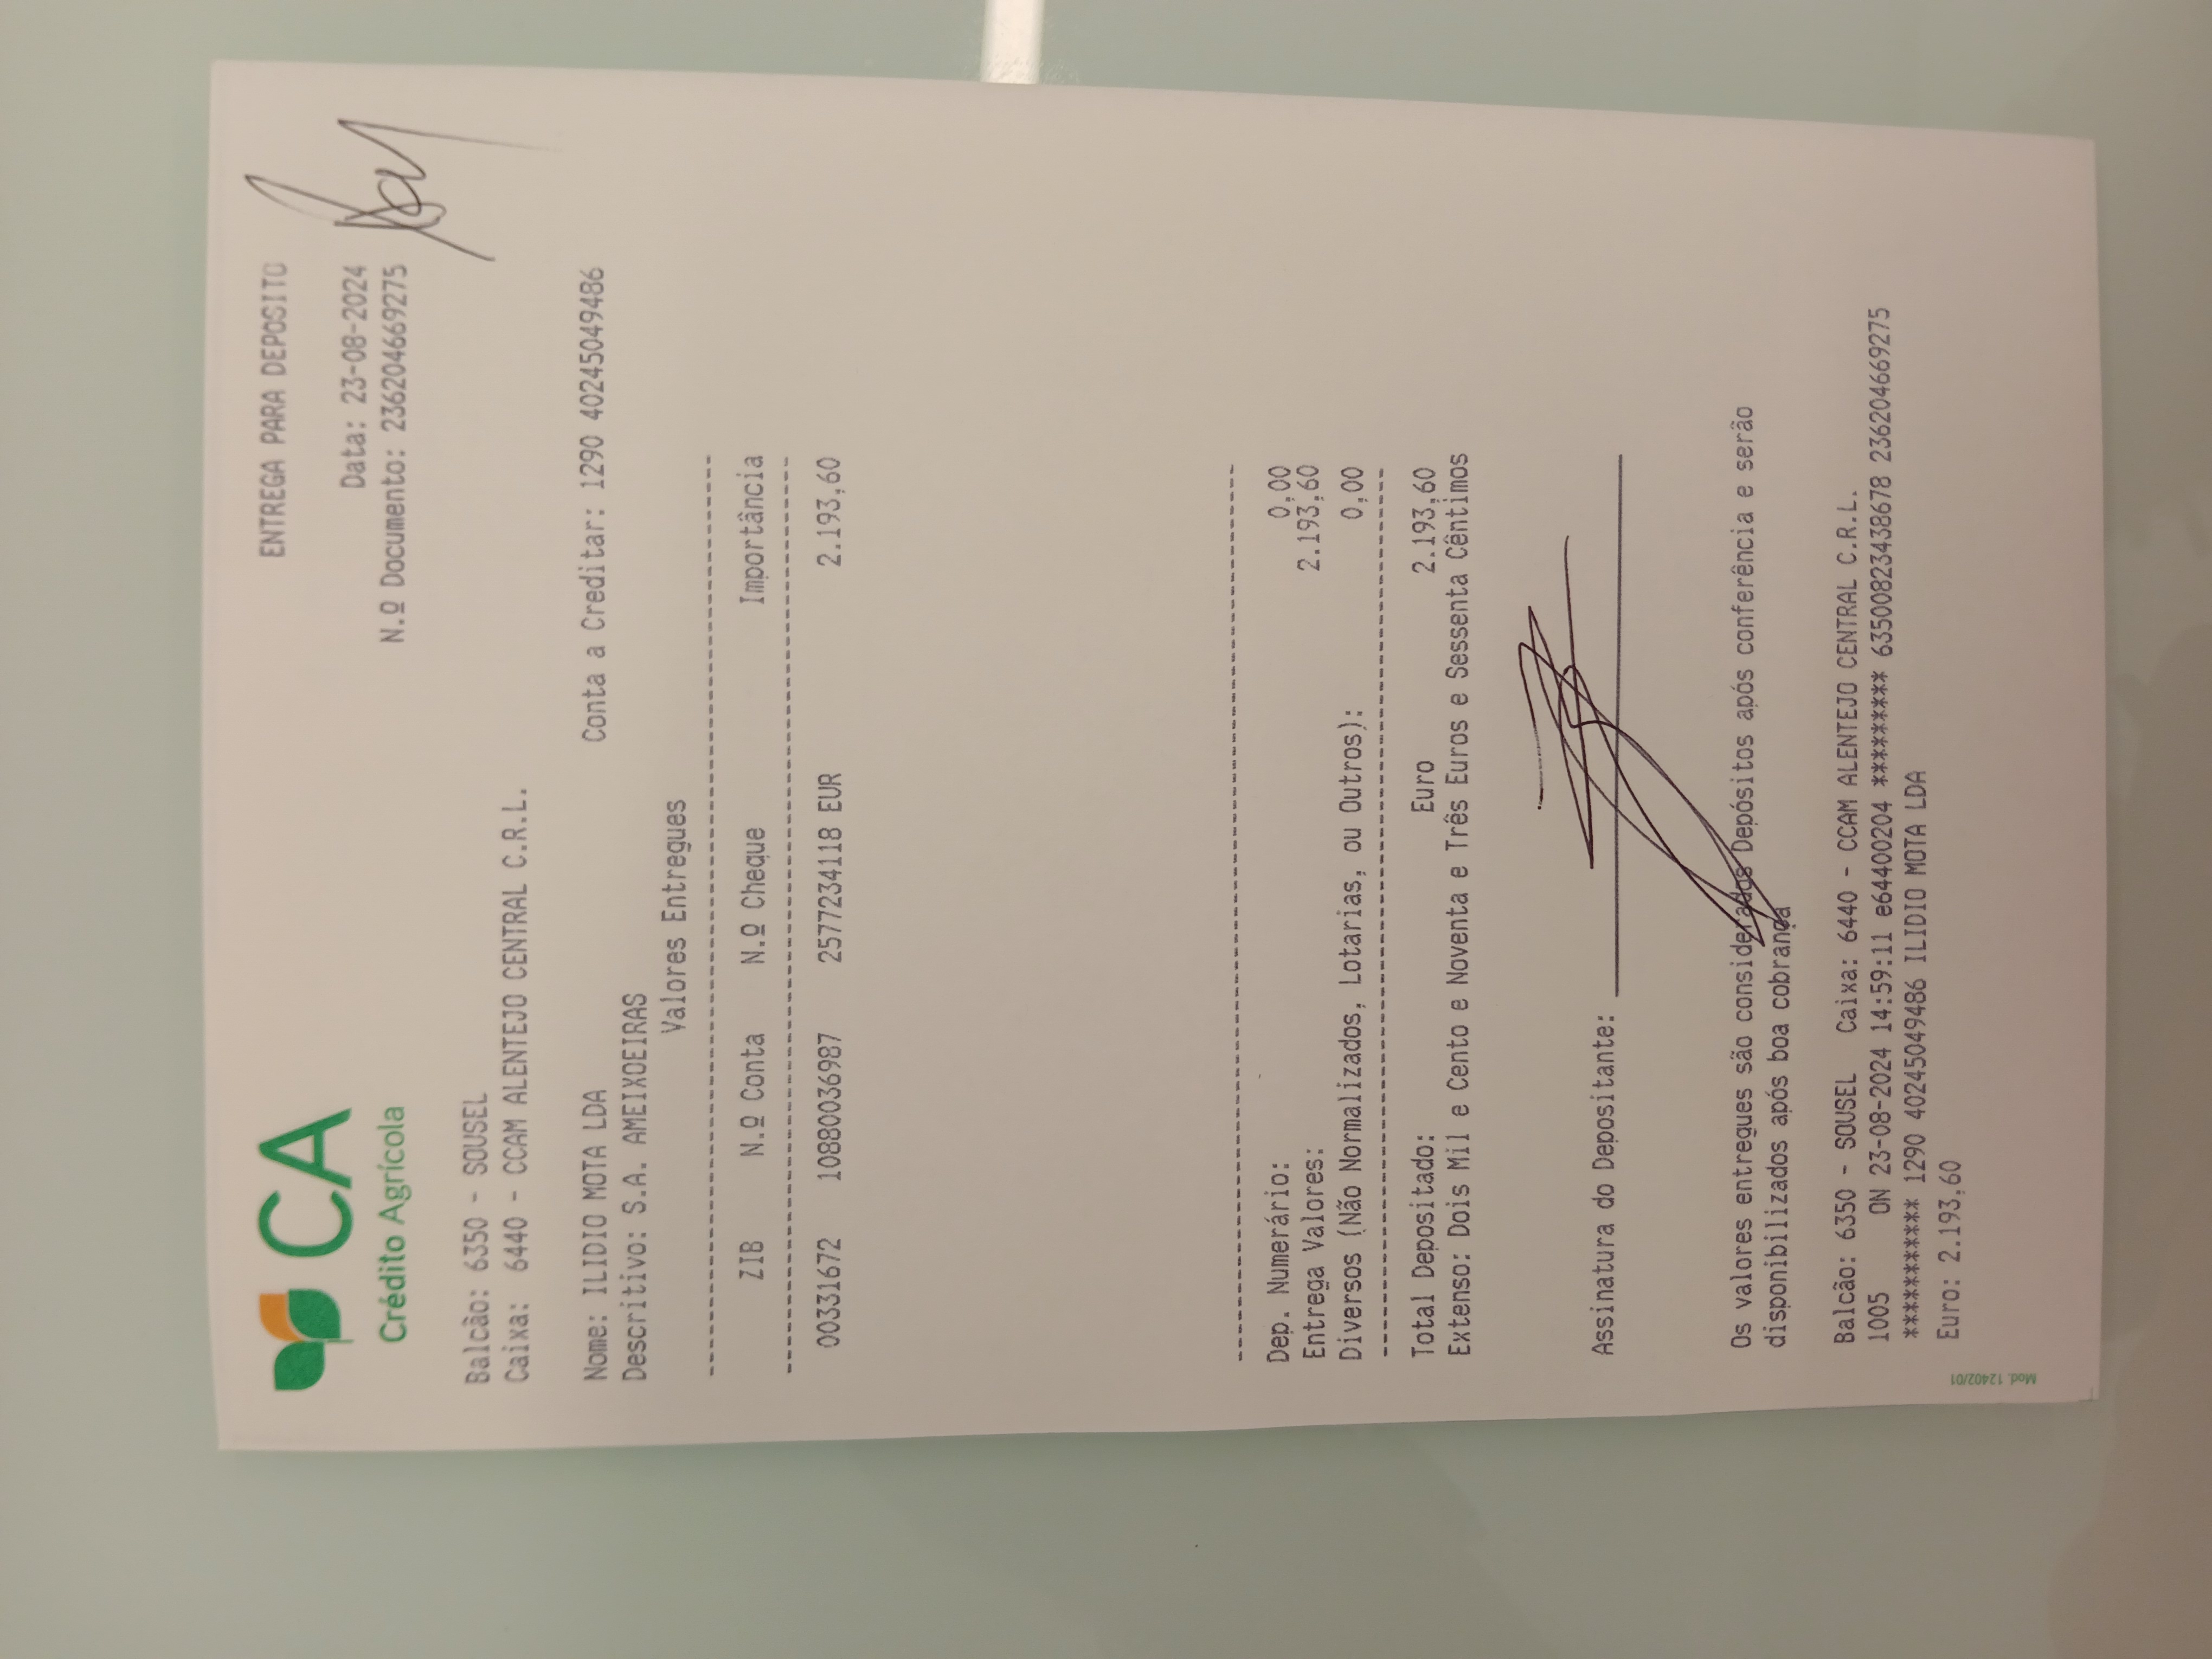 CA
Crédito Agrícola
ENTREGA PARA DEPOSITO
Data: 23-08-2024
N.º Documento: 236204669275
Balcão: 6350 - SOUSEL
Caixa: 6440 - CCAM ALENTEJO CENTRAL C.R.L.
Nome: ILIDIO MOTA LDA Conta a Creditar: 1290 40245049486
Descritivo: S.A. AMEIXOEIRAS
Valores Entregues
ZIB N.º Conta N.º Cheque Importância
00331672 10880036987 2577234118 EUR 2.193,60
Dep. Numerário: 0,00
Entrega Valores: 2.193,60
Diversos (Não Normalizados, Lotarias, ou Outros): 0,00
Total Depositado: Euro 2.193,60
Extenso: Dois Mil e Cento e Noventa e Três Euros e Sessenta Cêntimos
Assinatura do Depositante:
Os valores entregues são considerados Depósitos após conferência e serão
disponibilizados após boa cobrança
Balcão: 6350 - SOUSEL Caixa: 6440 - CCAM ALENTEJO CENTRAL C.R.L.
1005 ON 23-08-2024 14:59:11 e6440204 ******** 63500823438678 236204669275
********* 1290 40245049486 ILIDIO MOTA LDA
Euro: 2.193,60
Mod. 12402/01